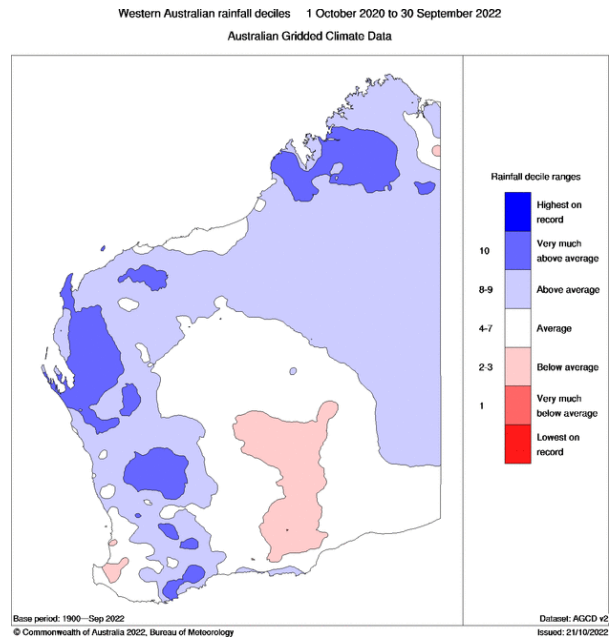 Western Australian rainfall deciles 1 October 2020 to 30 September 2022
Australian Gridded Climate Data
Rainfall decile ranges
Highest on
record
10 Very much
above average
8-9 Above average
4-7 Average
2-3 Below average
1 Very much
below average
Lowest on
record
Base period: 1900—Sep 2022 Dataset: AGCD v2
© Commonwealth of Australia 2022, Bureau of Meteorology Issued: 21/10/2022